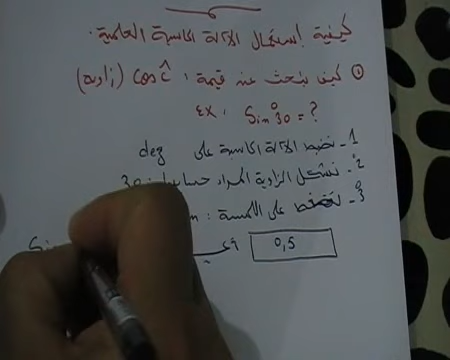 كيفية إستعمال الآلة الحاسبة العلمية.
① كيف نبحث عن قيمة، Cos Ĉ (زاوية)
EX. Sin 30° = ?
1- نضبط الآلة الحاسبة على deg
2- نشكل الزاوية المراد حسابها: 30
3- نضغط على اللمسة:
0,5